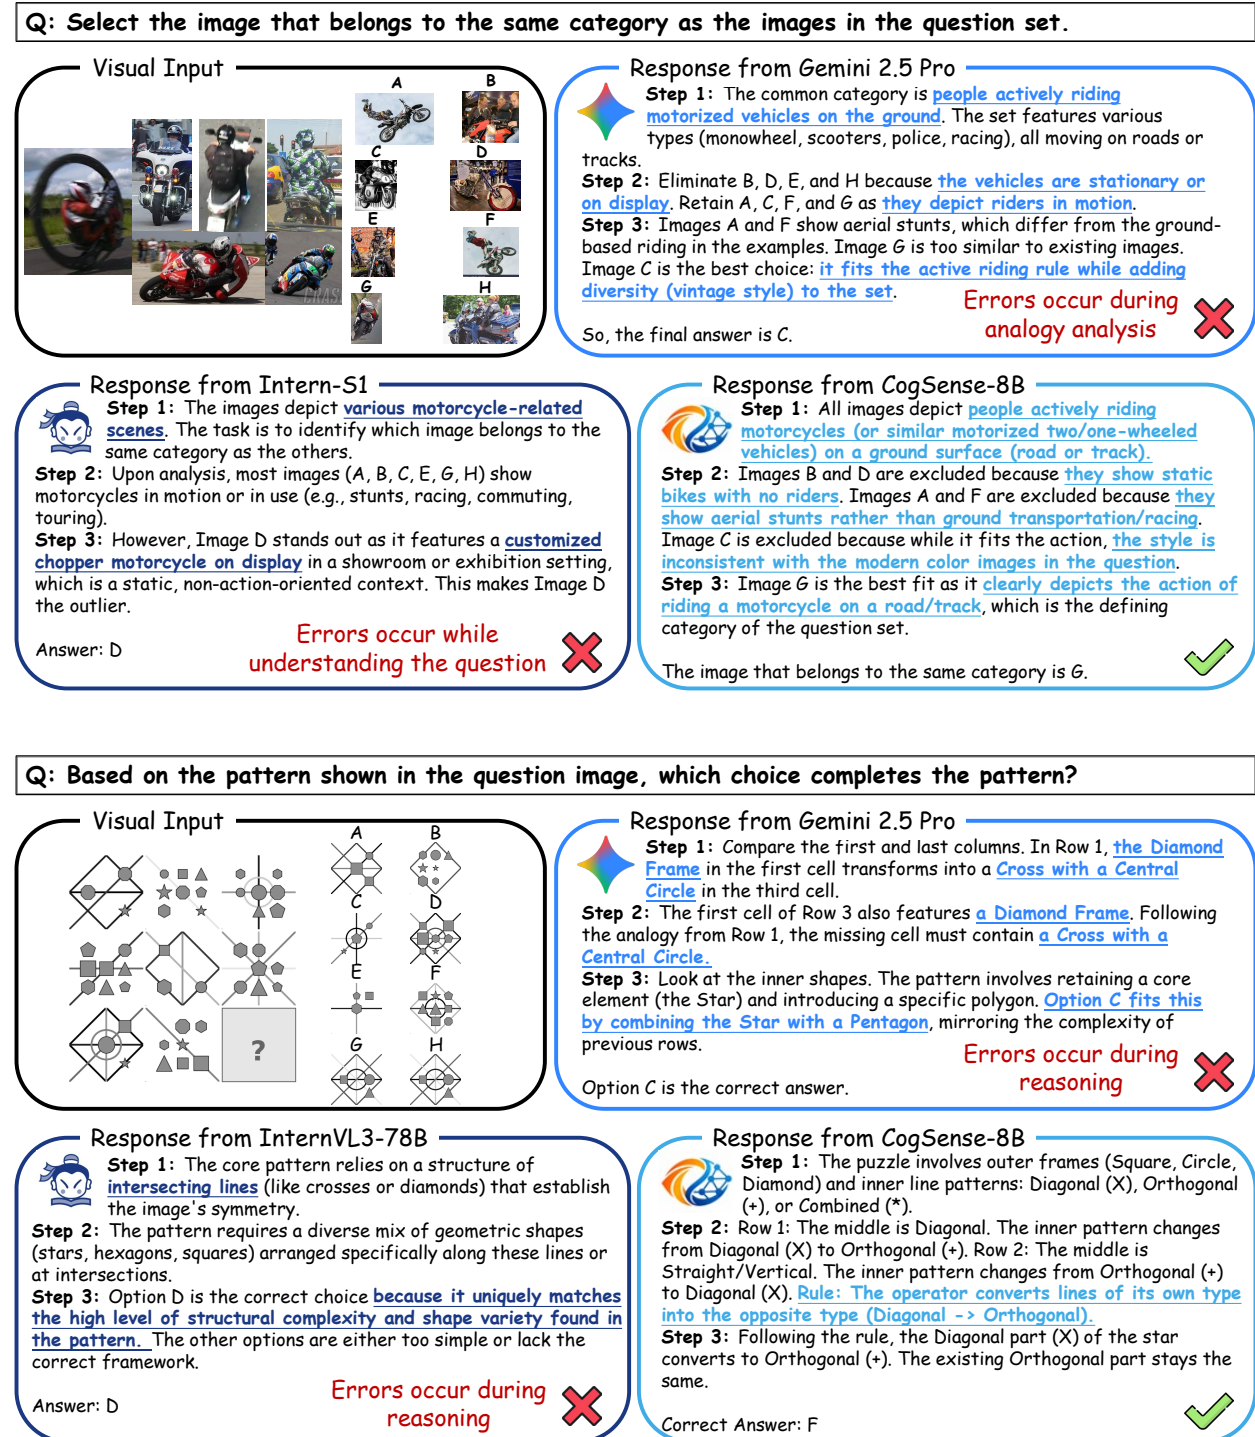 Q: Select the image that belongs to the same category as the images in the question set.
Visual Input
A
B
C
D
E
F
G
H
CRASH
Response from Gemini 2.5 Pro
Step 1: The common category is people actively riding
motorized vehicles on the ground. The set features various
types (monowheel, scooters, police, racing), all moving on roads or
tracks.
Step 2: Eliminate B, D, E, and H because the vehicles are stationary or
on display. Retain A, C, F, and G as they depict riders in motion.
Step 3: Images A and F show aerial stunts, which differ from the ground-
based riding in the examples. Image G is too similar to existing images.
Image C is the best choice: it fits the active riding rule while adding
diversity (vintage style) to the set.
So, the final answer is C.
Errors occur during
analogy analysis
Response from Intern-S1
Step 1: The images depict various motorcycle-related
scenes. The task is to identify which image belongs to the
same category as the others.
Step 2: Upon analysis, most images (A, B, C, E, G, H) show
motorcycles in motion or in use (e.g., stunts, racing, commuting,
touring).
Step 3: However, Image D stands out as it features a customized
chopper motorcycle on display in a showroom or exhibition setting,
which is a static, non-action-oriented context. This makes Image D
the outlier.
Answer: D
Errors occur while
understanding the question
Response from CogSense-8B
Step 1: All images depict people actively riding
motorcycles (or similar motorized two/one-wheeled
vehicles) on a ground surface (road or track).
Step 2: Images B and D are excluded because they show static
bikes with no riders. Images A and F are excluded because they
show aerial stunts rather than ground transportation/racing.
Image C is excluded because while it fits the action, the style is
inconsistent with the modern color images in the question.
Step 3: Image G is the best fit as it clearly depicts the action of
riding a motorcycle on a road/track, which is the defining
category of the question set.
The image that belongs to the same category is G.
Q: Based on the pattern shown in the question image, which choice completes the pattern?
Visual Input
?
A
B
C
D
E
F
G
H
Response from Gemini 2.5 Pro
Step 1: Compare the first and last columns. In Row 1, the Diamond
Frame in the first cell transforms into a Cross with a Central
Circle in the third cell.
Step 2: The first cell of Row 3 also features a Diamond Frame. Following
the analogy from Row 1, the missing cell must contain a Cross with a
Central Circle.
Step 3: Look at the inner shapes. The pattern involves retaining a core
element (the Star) and introducing a specific polygon. Option C fits this
by combining the Star with a Pentagon, mirroring the complexity of
previous rows.
Option C is the correct answer.
Errors occur during
reasoning
Response from InternVL3-78B
Step 1: The core pattern relies on a structure of
intersecting lines (like crosses or diamonds) that establish
the image's symmetry.
Step 2: The pattern requires a diverse mix of geometric shapes
(stars, hexagons, squares) arranged specifically along these lines or
at intersections.
Step 3: Option D is the correct choice because it uniquely matches
the high level of structural complexity and shape variety found in
the pattern. The other options are either too simple or lack the
correct framework.
Answer: D
Errors occur during
reasoning
Response from CogSense-8B
Step 1: The puzzle involves outer frames (Square, Circle,
Diamond) and inner line patterns: Diagonal (X), Orthogonal
(+), or Combined (*).
Step 2: Row 1: The middle is Diagonal. The inner pattern changes
from Diagonal (X) to Orthogonal (+). Row 2: The middle is
Straight/Vertical. The inner pattern changes from Orthogonal (+)
to Diagonal (X). Rule: The operator converts lines of its own type
into the opposite type (Diagonal -> Orthogonal).
Step 3: Following the rule, the Diagonal part (X) of the star
converts to Orthogonal (+). The existing Orthogonal part stays the
same.
Correct Answer: F